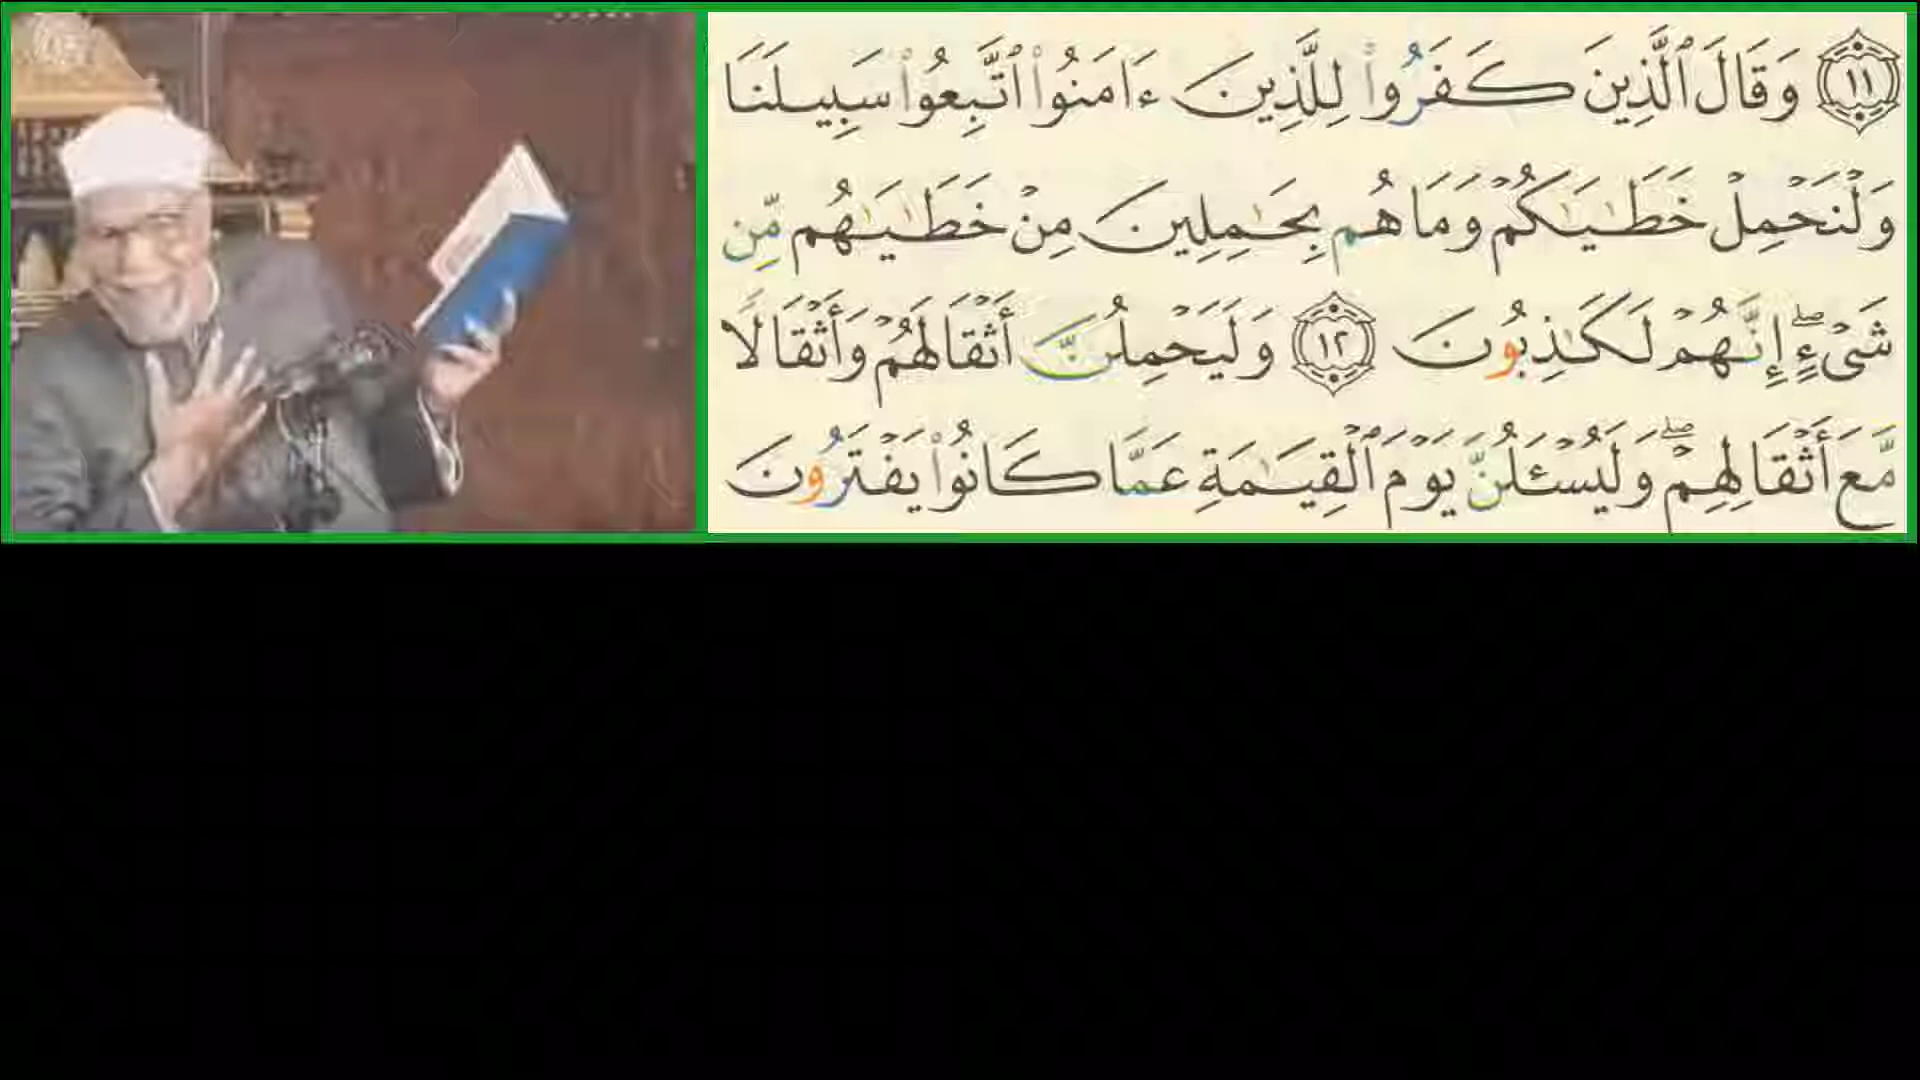 ١١ وَقَالَ ٱلَّذِينَ كَفَرُوا۟ لِلَّذِينَ ءَامَنُوا۟ ٱتَّبِعُوا۟ سَبِيلَنَا
وَلْنَحْمِلْ خَطَـٰيَـٰكُمْ وَمَا هُم بِحَـٰمِلِينَ مِنْ خَطَـٰيَـٰهُم مِّن
شَىْءٍ ۖ إِنَّهُمْ لَكَـٰذِبُونَ ١٢ وَلَيَحْمِلُنَّ أَثْقَالَهُمْ وَأَثْقَالًا
مَّعَ أَثْقَالِهِمْ ۖ وَلَيُسْـَٔلُنَّ يَوْمَ ٱلْقِيَـٰمَةِ عَمَّا كَانُوا۟ يَفْتَرُونَ